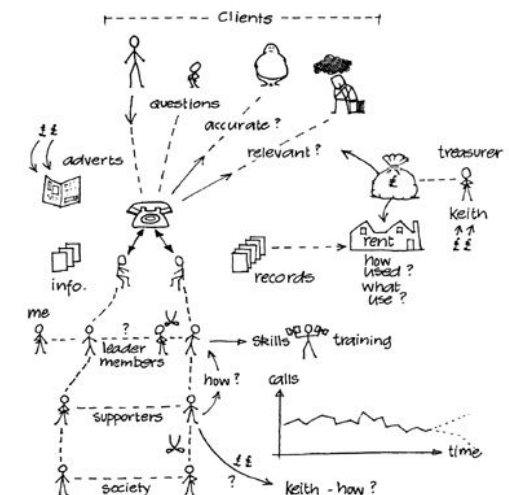 clients
questions
accurate?
relevant?
££
adverts
£
treasurer
keith
££
rent
how
used?
what
use?
info.
records
me
?
leader
members
skills
training
how?
calls
supporters
time
££
?
society
keith - how?